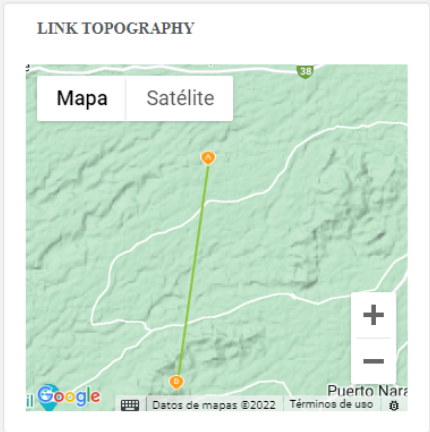 LINK TOPOGRAPHY
38
Mapa Satélite
A
B
Puerto Nara
Google
Datos de mapas ©2022 Términos de uso